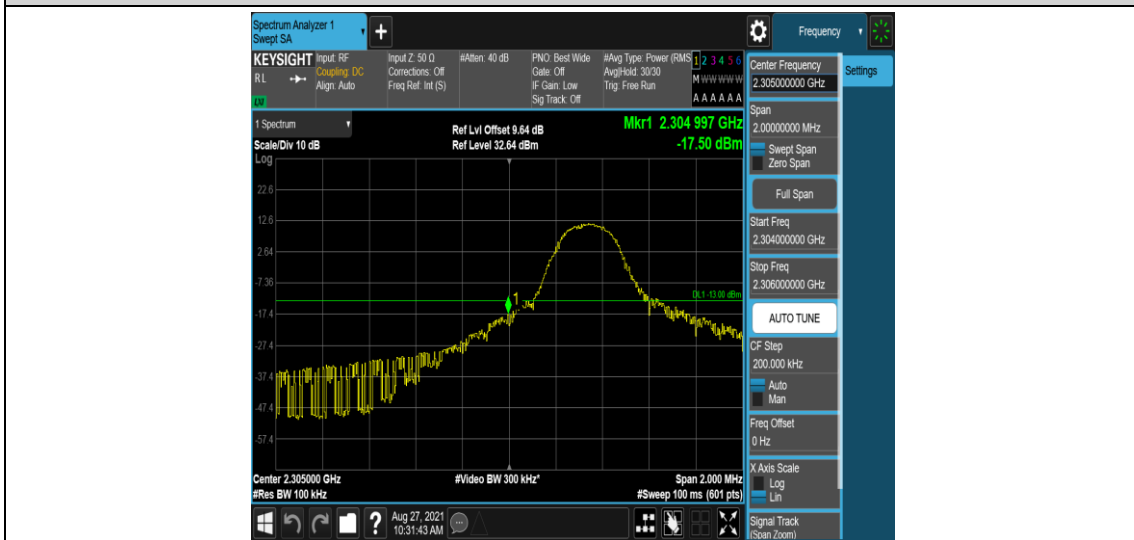 Spectrum Analyzer 1
Swept SA
+
Frequency
KEYSIGHT
RL
Input: RF
Coupling: DC
Align: Auto
Input Z: 50 Ω
Corrections: Off
Freq Ref: Int (S)
#Atten: 40 dB
PNO: Best Wide
Gate: Off
IF Gain: Low
Sig Track: Off
#Avg Type: Power (RMS
Avg|Hold: 30/30
Trig: Free Run
1 2 3 4 5 6
M W W W W W
A A A A A A
Center Frequency
2.305000000 GHz
Settings
Span
2.00000000 MHz
Swept Span
Zero Span
Full Span
Start Freq
2.304000000 GHz
Stop Freq
2.306000000 GHz
AUTO TUNE
CF Step
200.000 kHz
Auto
Man
Freq Offset
0 Hz
X Axis Scale
Log
Lin
Signal Track
(Span Zoom)
1 Spectrum
Scale/Div 10 dB
Log
Ref Lvl Offset 9.64 dB
Ref Level 32.64 dBm
Mkr1 2.304 997 GHz
-17.50 dBm
22.6
12.6
2.64
-7.36
-17.4
-27.4
-37.4
-47.4
-57.4
1
DL1 -13.00 dBm
Center 2.305000 GHz
#Res BW 100 kHz
#Video BW 300 kHz*
Span 2.000 MHz
#Sweep 100 ms (601 pts)
?
Aug 27, 2021
10:31:43 AM